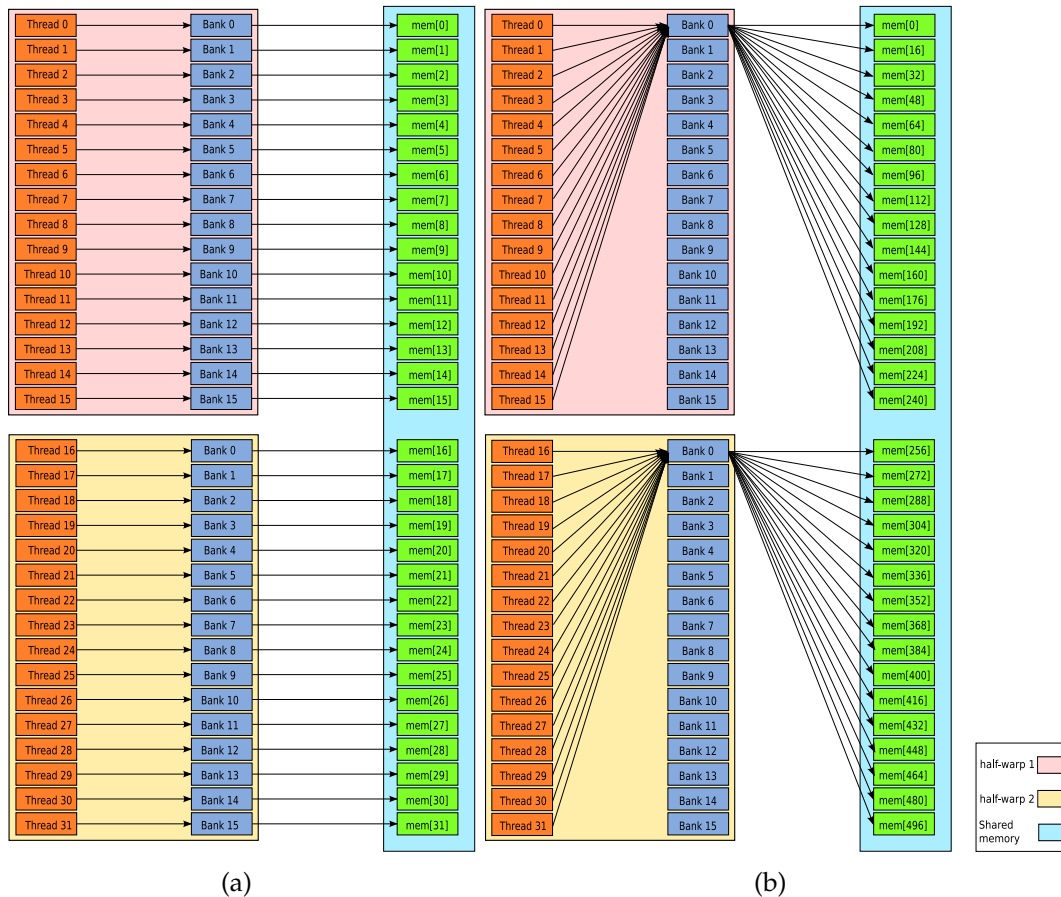 Thread 0 Bank 0 mem[0] Thread 0 Bank 0 mem[0]
Thread 1 Bank 1 mem[1] Thread 1 Bank 1 mem[16]
Thread 2 Bank 2 mem[2] Thread 2 Bank 2 mem[32]
Thread 3 Bank 3 mem[3] Thread 3 Bank 3 mem[48]
Thread 4 Bank 4 mem[4] Thread 4 Bank 4 mem[64]
Thread 5 Bank 5 mem[5] Thread 5 Bank 5 mem[80]
Thread 6 Bank 6 mem[6] Thread 6 Bank 6 mem[96]
Thread 7 Bank 7 mem[7] Thread 7 Bank 7 mem[112]
Thread 8 Bank 8 mem[8] Thread 8 Bank 8 mem[128]
Thread 9 Bank 9 mem[9] Thread 9 Bank 9 mem[144]
Thread 10 Bank 10 mem[10] Thread 10 Bank 10 mem[160]
Thread 11 Bank 11 mem[11] Thread 11 Bank 11 mem[176]
Thread 12 Bank 12 mem[12] Thread 12 Bank 12 mem[192]
Thread 13 Bank 13 mem[13] Thread 13 Bank 13 mem[208]
Thread 14 Bank 14 mem[14] Thread 14 Bank 14 mem[224]
Thread 15 Bank 15 mem[15] Thread 15 Bank 15 mem[240]
Thread 16 Bank 0 mem[16] Thread 16 Bank 0 mem[256]
Thread 17 Bank 1 mem[17] Thread 17 Bank 1 mem[272]
Thread 18 Bank 2 mem[18] Thread 18 Bank 2 mem[288]
Thread 19 Bank 3 mem[19] Thread 19 Bank 3 mem[304]
Thread 20 Bank 4 mem[20] Thread 20 Bank 4 mem[320]
Thread 21 Bank 5 mem[21] Thread 21 Bank 5 mem[336]
Thread 22 Bank 6 mem[22] Thread 22 Bank 6 mem[352]
Thread 23 Bank 7 mem[23] Thread 23 Bank 7 mem[368]
Thread 24 Bank 8 mem[24] Thread 24 Bank 8 mem[384]
Thread 25 Bank 9 mem[25] Thread 25 Bank 9 mem[400]
Thread 26 Bank 10 mem[26] Thread 26 Bank 10 mem[416]
Thread 27 Bank 11 mem[27] Thread 27 Bank 11 mem[432]
Thread 28 Bank 12 mem[28] Thread 28 Bank 12 mem[448]
Thread 29 Bank 13 mem[29] Thread 29 Bank 13 mem[464]
Thread 30 Bank 14 mem[30] Thread 30 Bank 14 mem[480]
Thread 31 Bank 15 mem[31] Thread 31 Bank 15 mem[496]
half-warp 1
half-warp 2
Shared
memory
(a) (b)